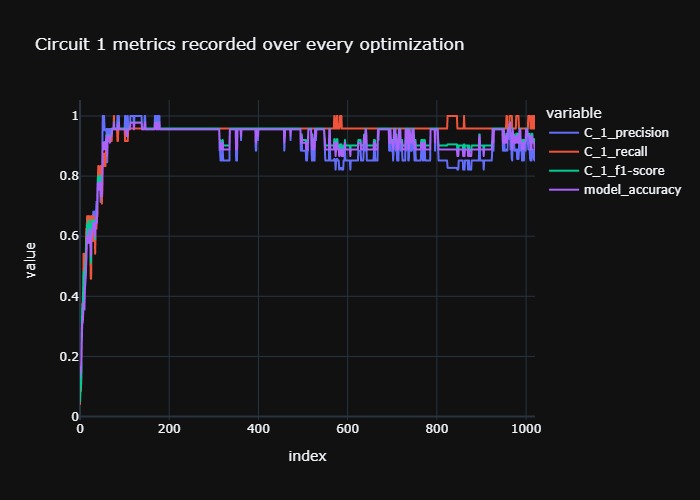 Circuit 1 metrics recorded over every optimization
variable
C_1_precision
C_1_recall
C_1_f1-score
model_accuracy
value
1
0.8
0.6
0.4
0.2
0
0 200 400 600 800 1000
index